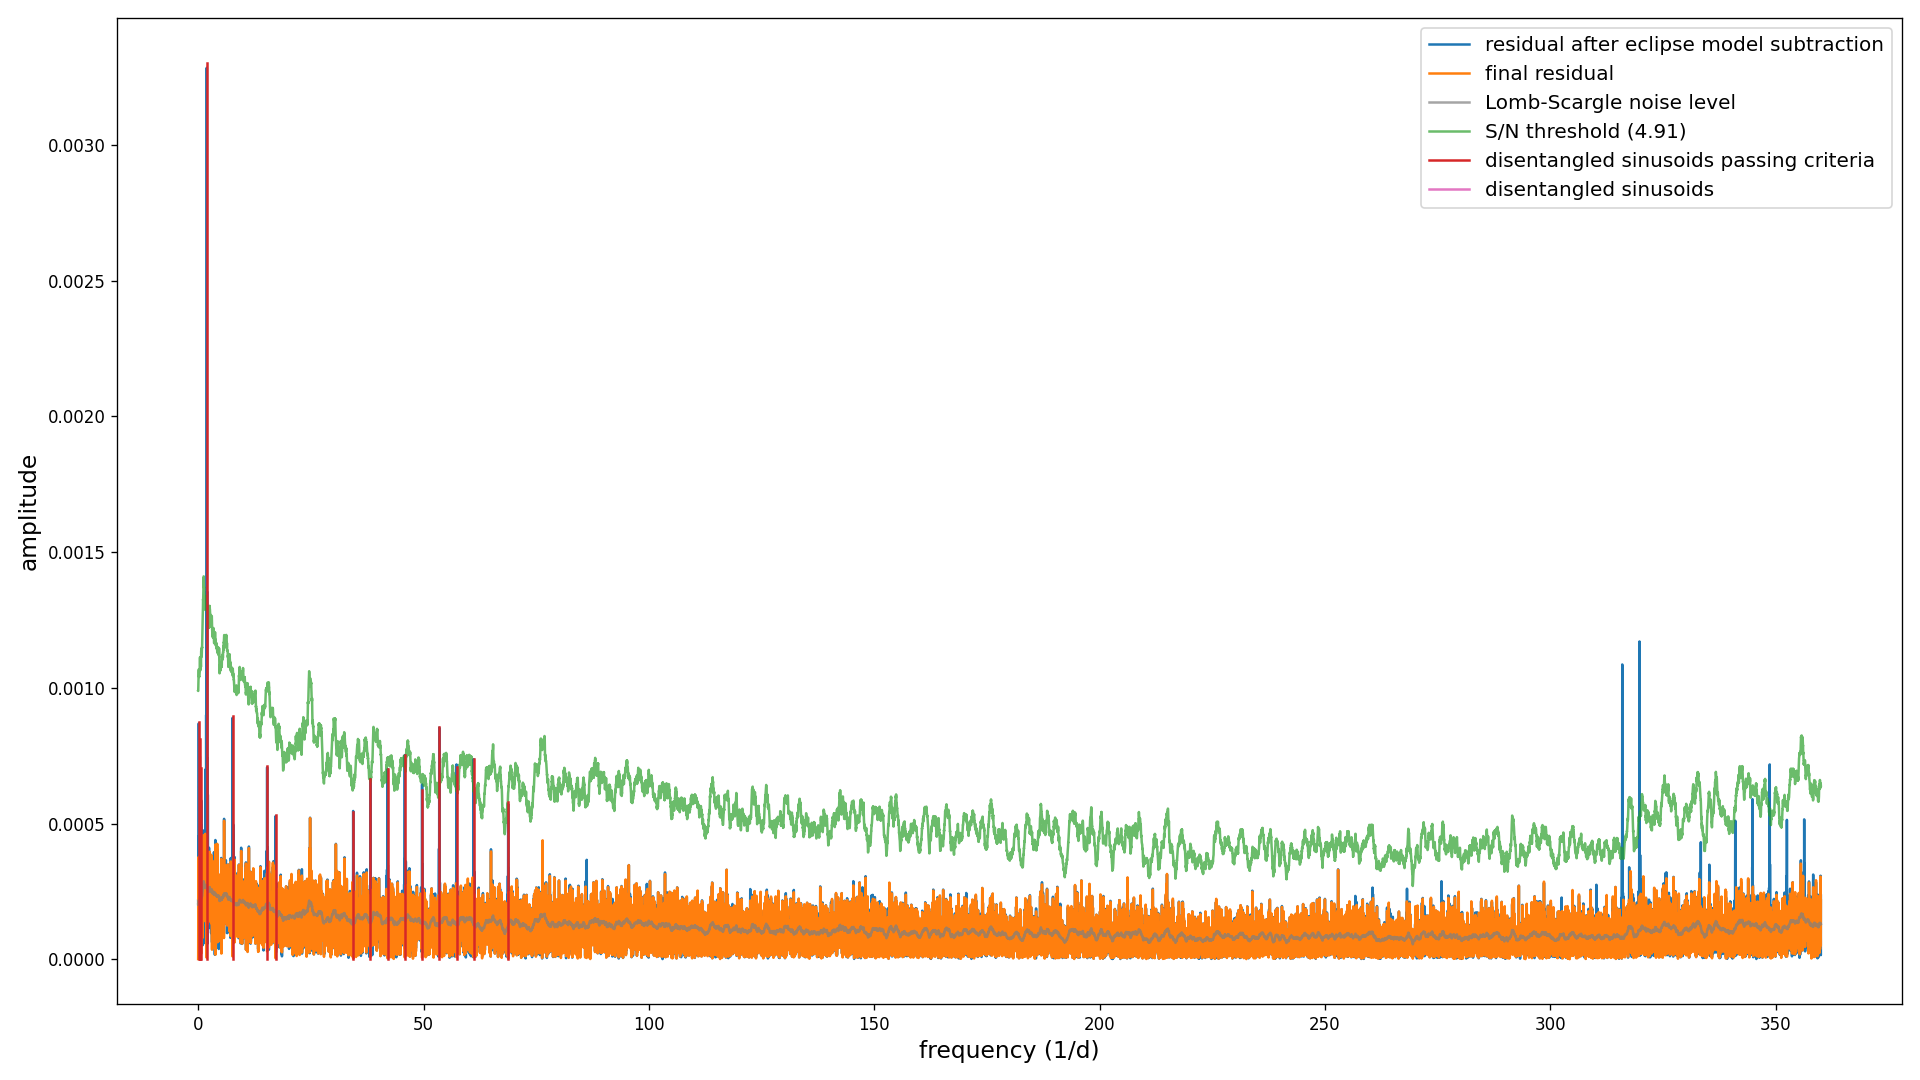 residual after eclipse model subtraction
final residual
Lomb-Scargle noise level
S/N threshold (4.91)
disentangled sinusoids passing criteria
disentangled sinusoids
amplitude
0.0030
0.0025
0.0020
0.0015
0.0010
0.0005
0.0000
0 50 100 150 200 250 300 350
frequency (1/d)